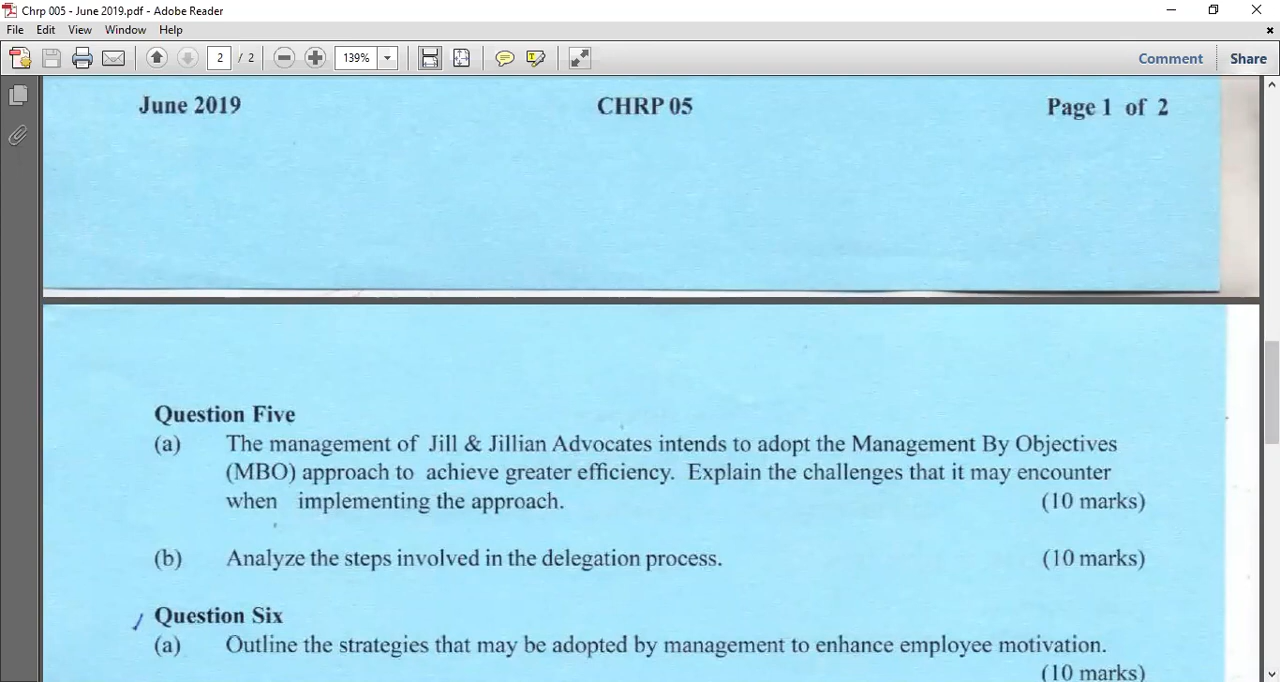 Chrp 005 - June 2019.pdf - Adobe Reader
File Edit View Window Help
2 / 2 139% Comment Share
June 2019 CHRP 05 Page 1 of 2
Question Five
(a) The management of Jill & Jillian Advocates intends to adopt the Management By Objectives
(MBO) approach to achieve greater efficiency. Explain the challenges that it may encounter
when implementing the approach. (10 marks)
(b) Analyze the steps involved in the delegation process. (10 marks)
Question Six
(a) Outline the strategies that may be adopted by management to enhance employee motivation.
(10 marks)